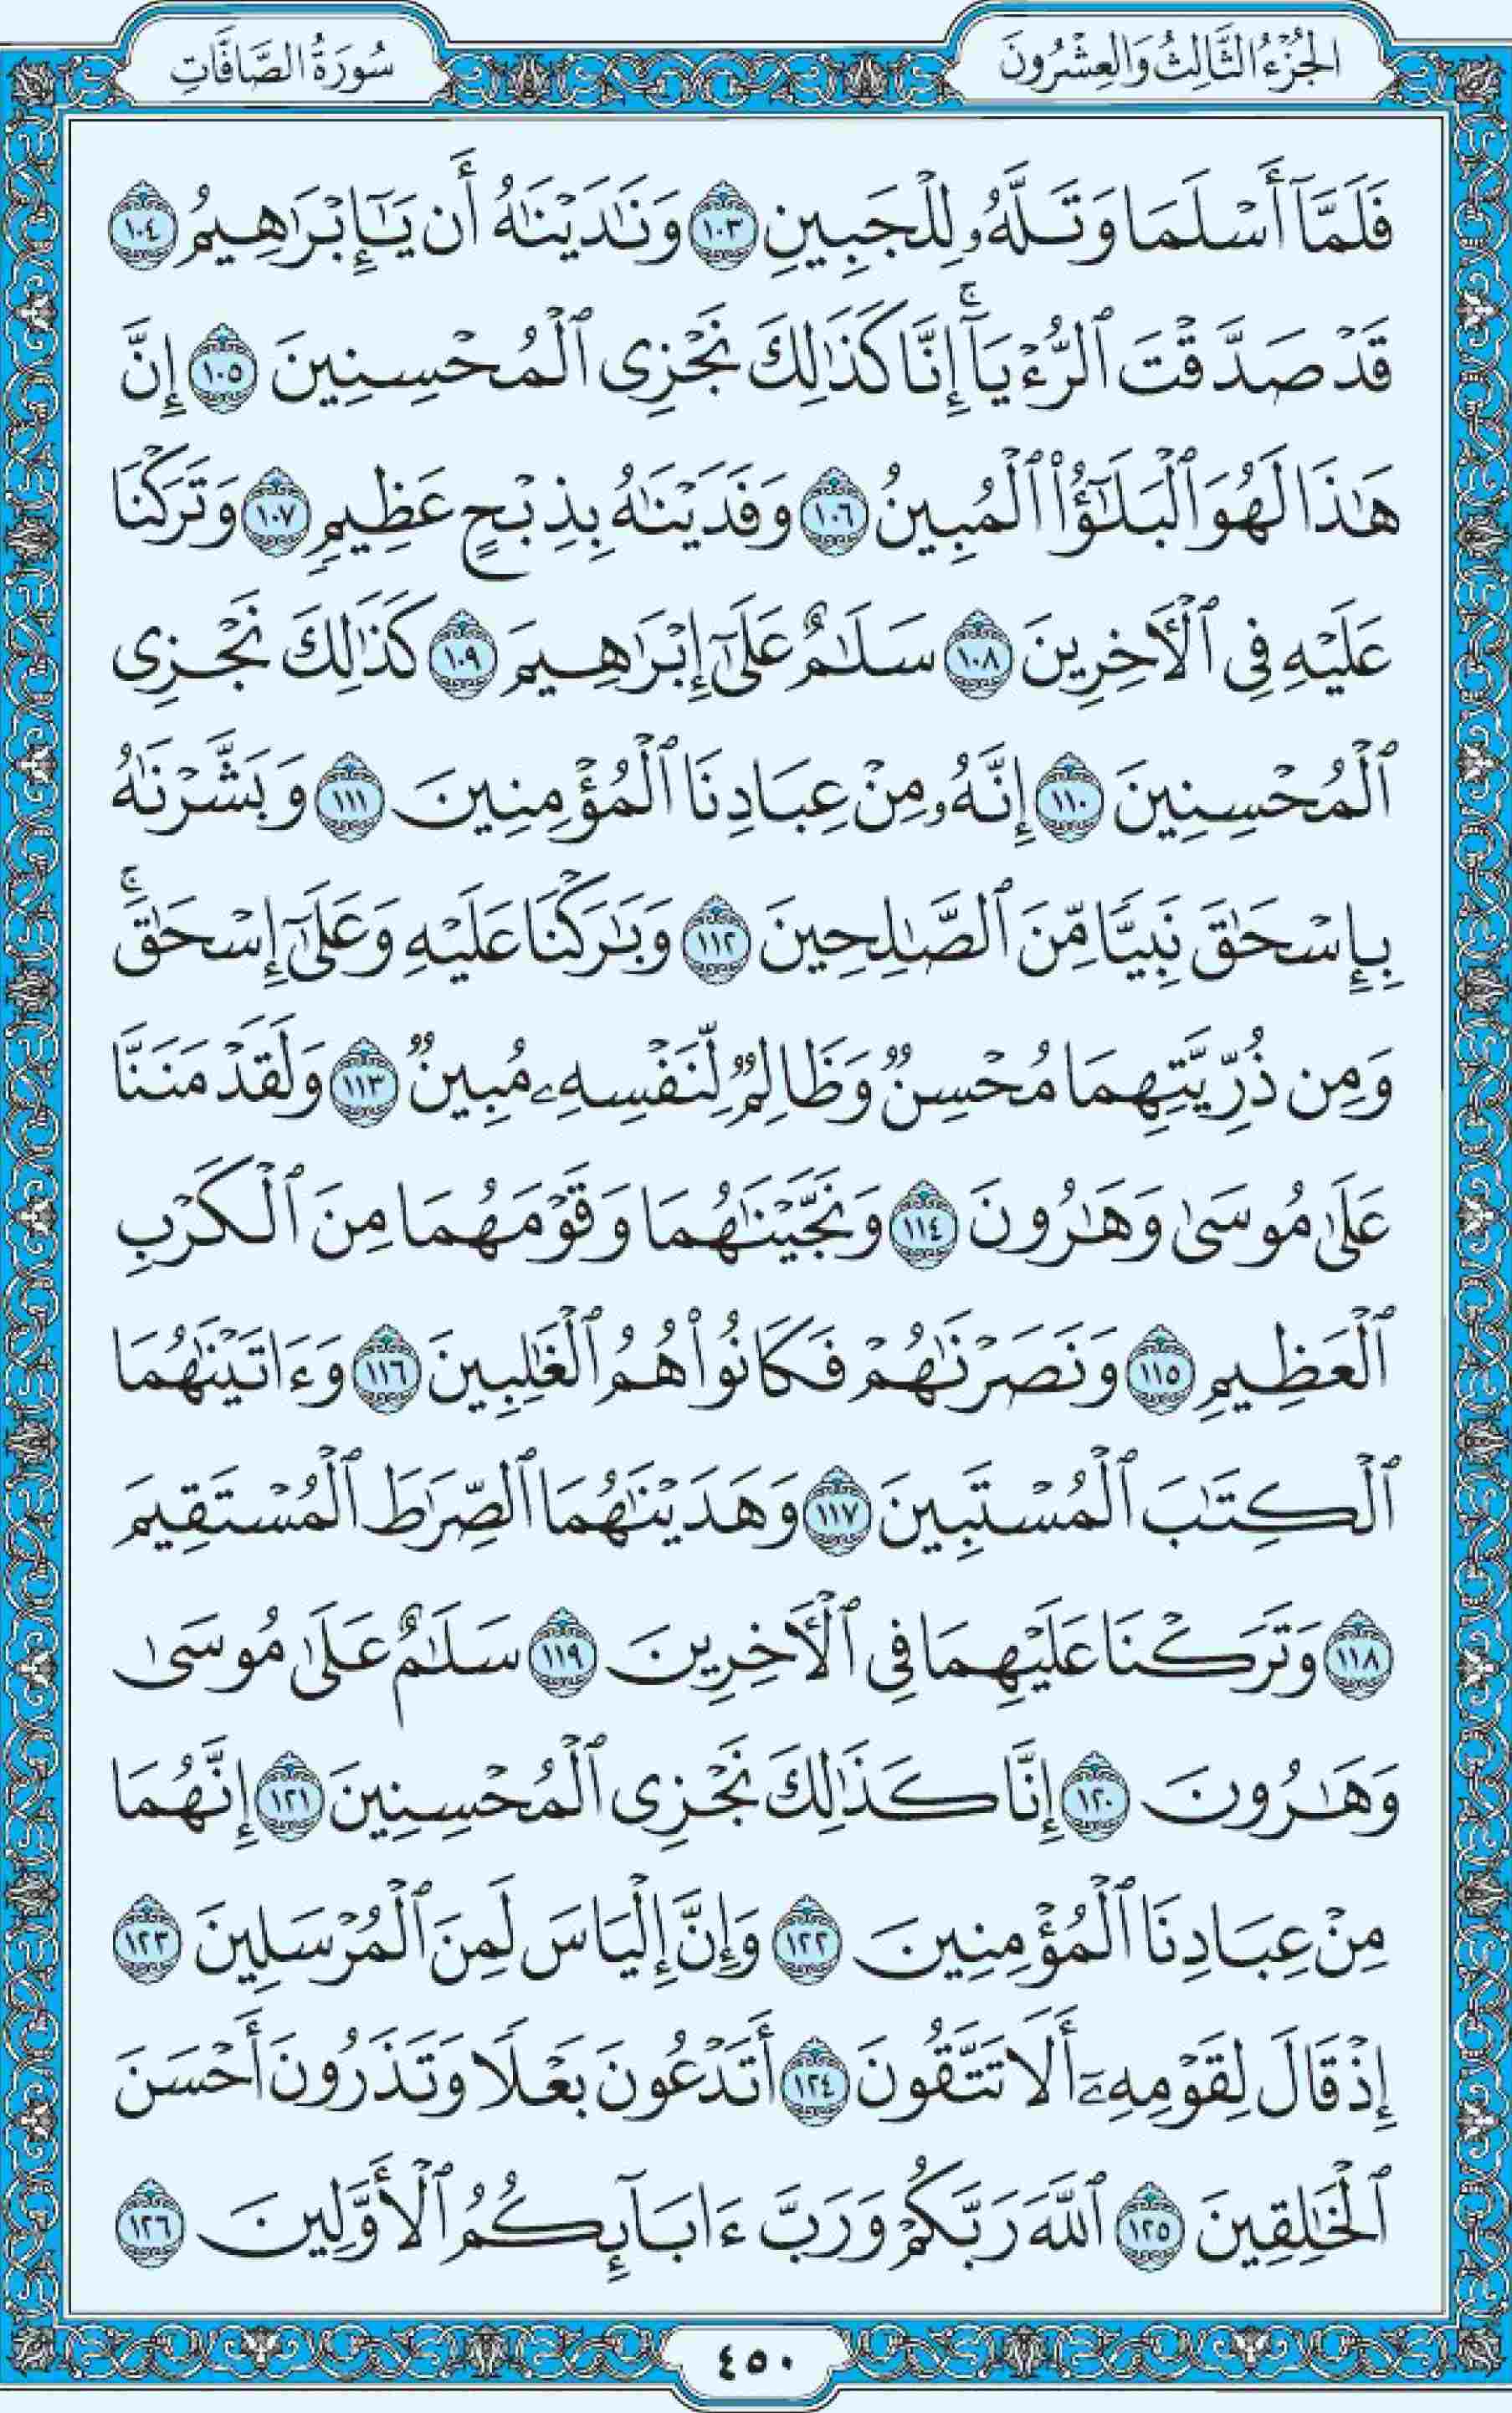 الجُزْءُ الثَّالِثُ وَالعِشْرُونَ
سُورَةُ الصَّافَّاتِ
فَلَمَّآ أَسْلَمَا وَتَلَّهُۥ لِلْجَبِينِ ١٠٣ وَنَٰدَيْنَٰهُ أَن يَٰٓإِبْرَٰهِيمُ ١٠٤
قَدْ صَدَّقْتَ ٱلرُّءْيَآۚ إِنَّا كَذَٰلِكَ نَجْزِى ٱلْمُحْسِنِينَ ١٠٥ إِنَّ
هَٰذَا لَهُوَ ٱلْبَلَٰٓؤُا۟ ٱلْمُبِينُ ١٠٦ وَفَدَيْنَٰهُ بِذِبْحٍ عَظِيمٍ ١٠٧ وَتَرَكْنَا
عَلَيْهِ فِى ٱلْأَخِرِينَ ١٠٨ سَلَٰمٌ عَلَىٰٓ إِبْرَٰهِيمَ ١٠٩ كَذَٰلِكَ نَجْزِى
ٱلْمُحْسِنِينَ ١١٠ إِنَّهُۥ مِنْ عِبَادِنَا ٱلْمُؤْمِنِينَ ١١١ وَبَشَّرْنَٰهُ
بِإِسْحَٰقَ نَبِيًّا مِّنَ ٱلصَّٰلِحِينَ ١١٢ وَبَٰرَكْنَا عَلَيْهِ وَعَلَىٰٓ إِسْحَٰقَۚ
وَمِن ذُرِّيَّتِهِمَا مُحْسِنٌ وَظَالِمٌ لِّنَفْسِهِۦ مُبِينٌ ١١٣ وَلَقَدْ مَنَنَّا
عَلَىٰ مُوسَىٰ وَهَٰرُونَ ١١٤ وَنَجَّيْنَٰهُمَا وَقَوْمَهُمَا مِنَ ٱلْكَرْبِ
ٱلْعَظِيمِ ١١٥ وَنَصَرْنَٰهُمْ فَكَانُوا۟ هُمُ ٱلْغَٰلِبِينَ ١١٦ وَءَاتَيْنَٰهُمَا
ٱلْكِتَٰبَ ٱلْمُسْتَبِينَ ١١٧ وَهَدَيْنَٰهُمَا ٱلصِّرَٰطَ ٱلْمُسْتَقِيمَ
١١٨ وَتَرَكْنَا عَلَيْهِمَا فِى ٱلْأَخِرِينَ ١١٩ سَلَٰمٌ عَلَىٰ مُوسَىٰ
وَهَٰرُونَ ١٢٠ إِنَّا كَذَٰلِكَ نَجْزِى ٱلْمُحْسِنِينَ ١٢١ إِنَّهُمَا
مِنْ عِبَادِنَا ٱلْمُؤْمِنِينَ ١٢٢ وَإِنَّ إِلْيَاسَ لَمِنَ ٱلْمُرْسَلِينَ ١٢٣
إِذْ قَالَ لِقَوْمِهِۦٓ أَلَا تَتَّقُونَ ١٢٤ أَتَدْعُونَ بَعْلًا وَتَذَرُونَ أَحْسَنَ
ٱلْخَٰلِقِينَ ١٢٥ ٱللَّهَ رَبَّكُمْ وَرَبَّ ءَابَآئِكُمُ ٱلْأَوَّلِينَ ١٢٦
٤٥٠